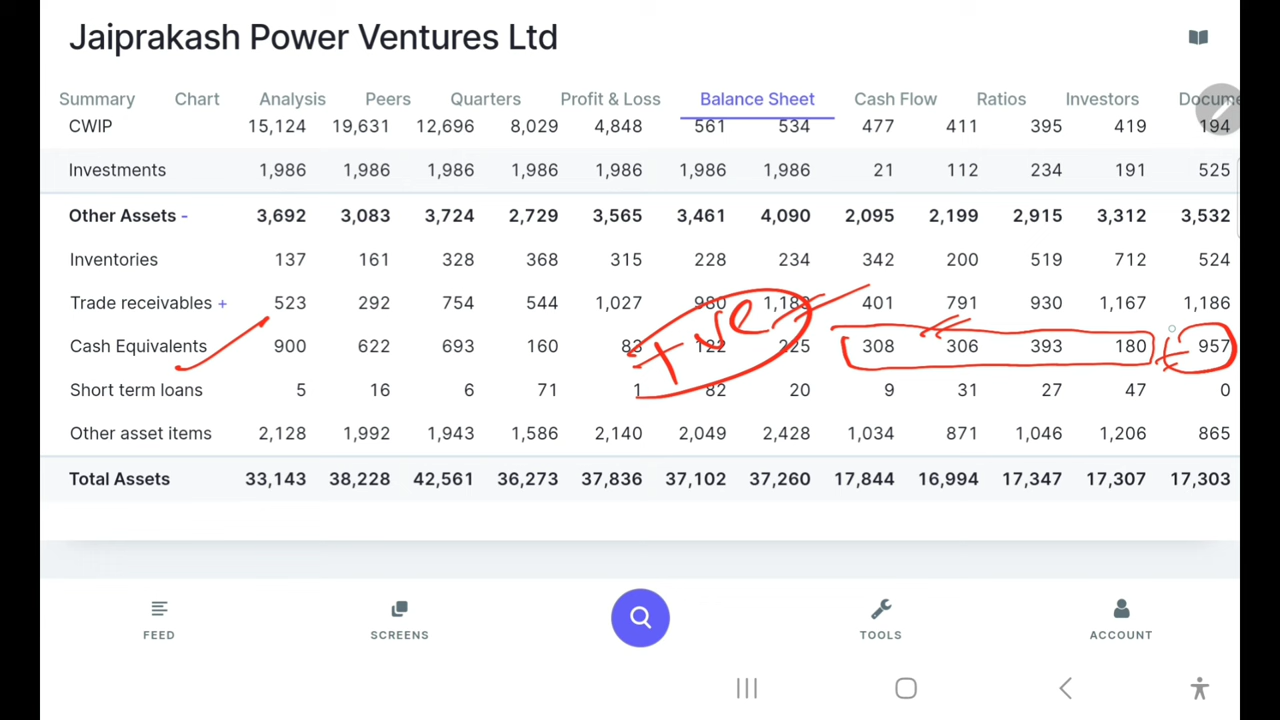 Jaiprakash Power Ventures Ltd
Summary Chart Analysis Peers Quarters Profit & Loss Balance Sheet Cash Flow Ratios Investors Docume
CWIP 15,124 19,631 12,696 8,029 4,848 561 534 477 411 395 419 194
Investments 1,986 1,986 1,986 1,986 1,986 1,986 1,986 21 112 234 191 525
Other Assets - 3,692 3,083 3,724 2,729 3,565 3,461 4,090 2,095 2,199 2,915 3,312 3,532
Inventories 137 161 328 368 315 228 234 342 200 519 712 524
Trade receivables + 523 292 754 544 1,027 980 401 791 930 1,167 1,186
+ve
Cash Equivalents 900 622 693 160 308 306 393 180 957
Short term loans 5 16 6 71 1 82 20 9 31 27 47 0
Other asset items 2,128 1,992 1,943 1,586 2,140 2,049 2,428 1,034 871 1,046 1,206 865
Total Assets 33,143 38,228 42,561 36,273 37,836 37,102 37,260 17,844 16,994 17,347 17,307 17,303
FEED SCREENS TOOLS ACCOUNT